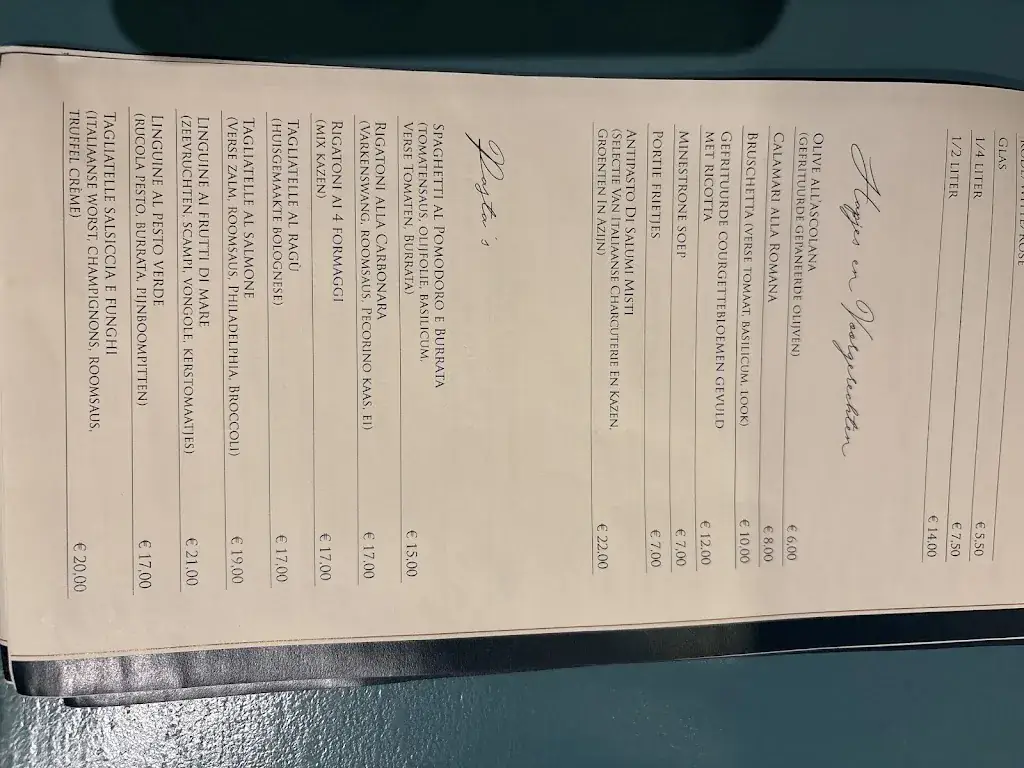 GLAS € 5,50
1/4 LITER € 7,50
1/2 LITER € 14,00
Hapjes en Voorgerechten
OLIVE ALL'ASCOLANA
(GEFRITUURDE GEPANEERDE OLIJVEN) € 6,00
CALAMARI ALLA ROMANA € 8,00
BRUSCHETTA (VERSE TOMAAT, BASILICUM, LOOK) € 10,00
GEFRITUURDE COURGETTEBLOEMEN GEVULD
MET RICOTTA € 12,00
MINESTRONE SOEP € 7,00
PORTIE FRIETJES € 7,00
ANTIPASTO DI SALUMI MISTI
(SELECTIE VAN ITALIAANSE CHARCUTERIE EN KAZEN,
GROENTEN IN AZIJN) € 22,00
Pasta's
SPAGHETTI AL POMODORO E BURRATA
(TOMATENSAUS, OLIJFOLIE, BASILICUM,
VERSE TOMATEN, BURRATA) € 15,00
RIGATONI ALLA CARBONARA
(VARKENSWANG, ROOMSAUS, PECORINO KAAS, EI) € 17,00
RIGATONI AI 4 FORMAGGI
(MIX KAZEN) € 17,00
TAGLIATELLE AL RAGÙ
(HUISGEMAAKTE BOLOGNESE) € 17,00
TAGLIATELLE AL SALMONE
(VERSE ZALM, ROOMSAUS, PHILADELPHIA, BROCCOLI) € 19,00
LINGUINE AI FRUTTI DI MARE
(ZEEVRUCHTEN, SCAMPI, VONGOLE, KERSTOMAATJES) € 21,00
LINGUINE AL PESTO VERDE
(RUCOLA PESTO, BURRATA, PIJNBOOMPITTEN) € 17,00
TAGLIATELLE SALSICCIA E FUNGHI
(ITALIAANSE WORST, CHAMPIGNONS, ROOMSAUS,
TRUFFEL CRÈME) € 20,00